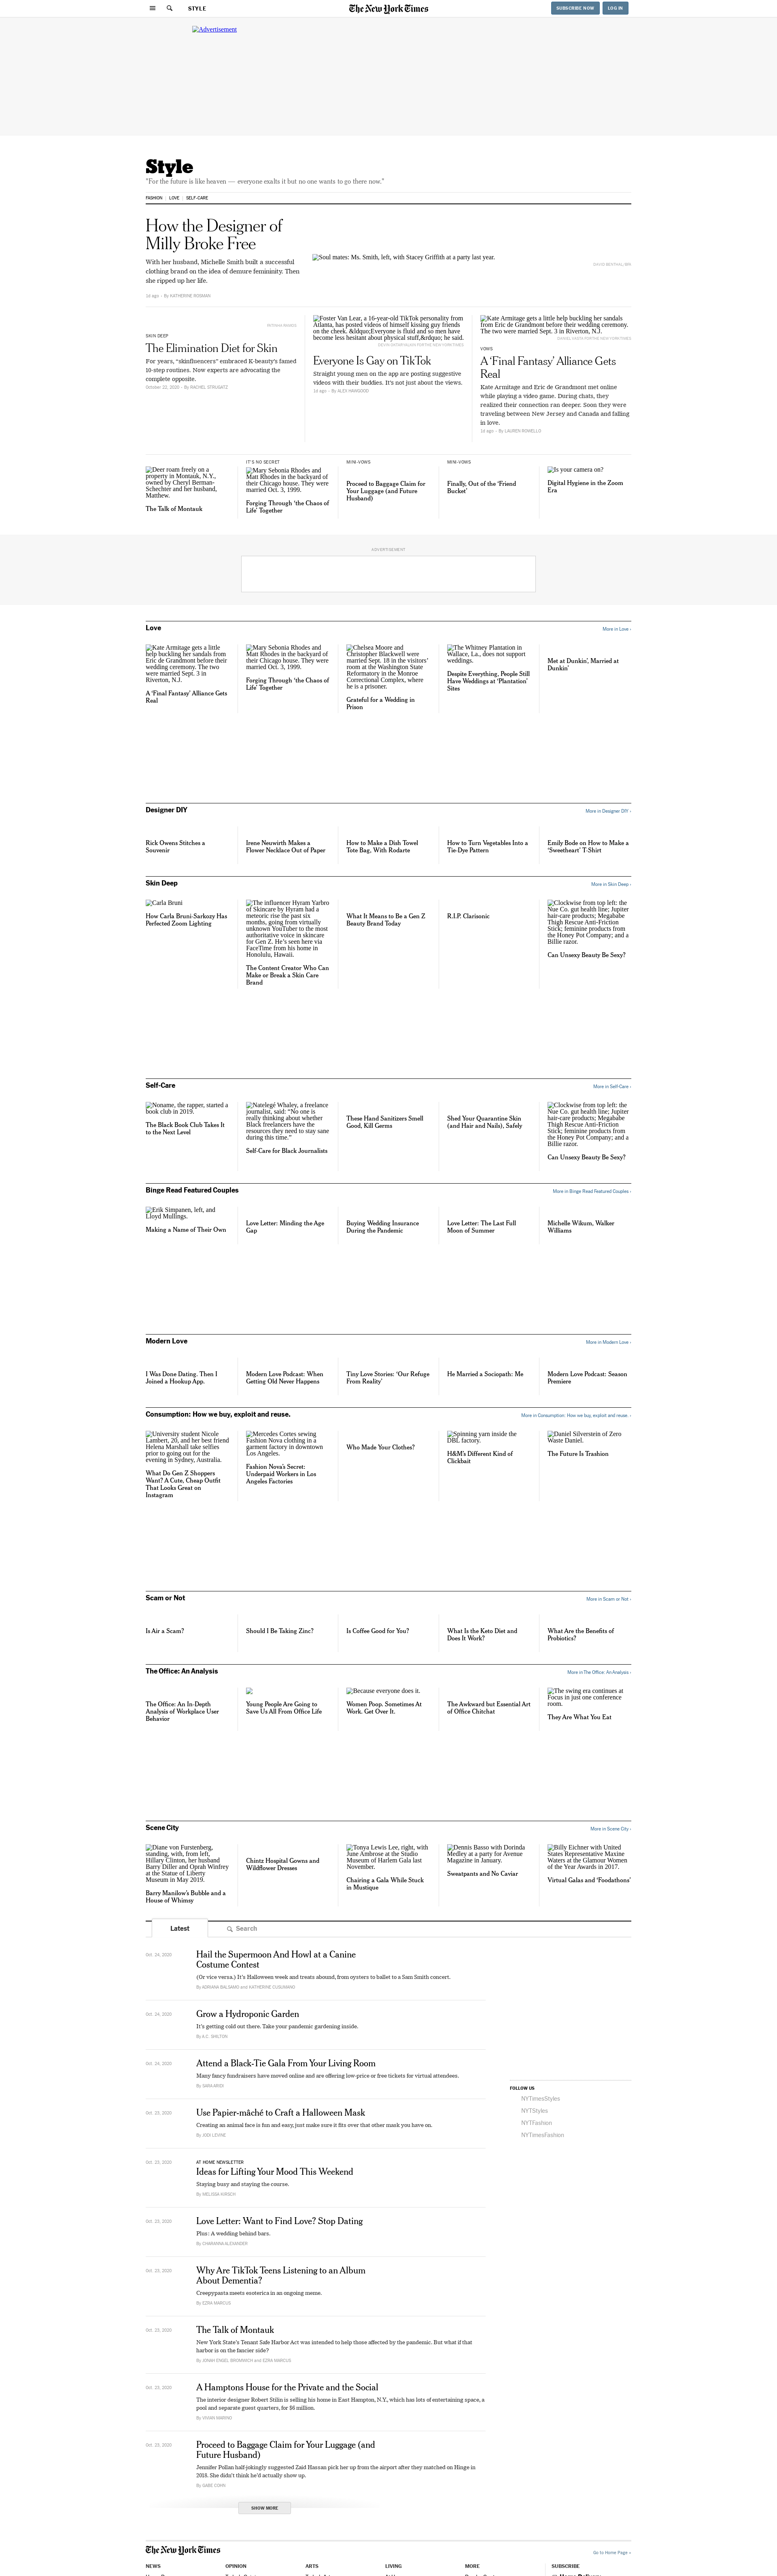 STYLE
The New York Times
SUBSCRIBE NOW
LOG IN
Advertisement
Style
"For the future is like heaven — everyone exalts it but no one wants to go there now."
FASHION
LOVE
SELF-CARE
How the Designer of
Milly Broke Free
With her husband, Michelle Smith built a successful
clothing brand on the idea of demure femininity. Then
she ripped up her life.
1d ago · By KATHERINE ROSMAN
Soul mates: Ms. Smith, left, with Stacey Griffith at a party last year.
SKIN DEEP
The Elimination Diet for Skin
For years, "skinfluencers" embraced K-beauty's famed
10-step routines. Now experts are advocating the
complete opposite.
October 22, 2020 · By RACHEL STRUGATZ
Foster Van Lear, a 16-year-old TikTok personality from
Atlanta, has posted videos of himself kissing guy friends
on the cheek. &ldquo;Everyone is fluid and so men have
become less hesitant about physical stuff,&rdquo; he said.
Everyone Is Gay on TikTok
Straight young men on the app are posting suggestive
videos with their buddies. It's not just about the views.
1d ago · By ALEX HAWGOOD
Kate Artmage gets a little help buckling her sandals
from Eric de Grandmont before their wedding ceremony.
The two were married Sept. 3 in Riverton, N.J.
VOWS
A 'Final Fantasy' Alliance Gets
Real
Kate Artmage and Eric de Grandmont met online
while playing a video game. During chats, they
realized their connection ran deeper. Soon they were
traveling between New Jersey and Canada and falling
in love.
1d ago · By LAUREN ROWELLO
Deer roam freely on a
property in Montauk, N.Y.,
owned by Cheryl Berman-
Schechter and her husband,
Matthew.
The Talk of Montauk
IT'S NO SECRET
Mary Sebonia Rhodes and
Matt Rhodes in the backyard of
their Chicago house. They were
married Oct. 3, 1999.
Forging Through 'the Chaos of
Life' Together
MINI-VOWS
Proceed to Baggage Claim for
Your Luggage (and Future
Husband)
MINI-VOWS
Finally, Out of the 'Friend
Bucket'
Is your camera on?
Digital Hygiene in the Zoom
Era
ADVERTISEMENT
Love
More in Love ›
Kate Artmage gets a little
help buckling her sandals from
Eric de Grandmont before their
wedding ceremony. The two
were married Sept. 3 in
Riverton, N.J.
A 'Final Fantasy' Alliance Gets
Real
Mary Sebonia Rhodes and
Matt Rhodes in the backyard of
their Chicago house. They were
married Oct. 3, 1999.
Forging Through 'the Chaos of
Life' Together
Chelsea Moore and
Christopher Blackwell were
married Sept. 18 in the visitors'
room at the Washington State
Reformatory in the Monroe
Correctional Complex, where
he is a prisoner.
Grateful for a Wedding in
Prison
The Whitney Plantation in
Wallace, La., does not support
weddings.
Despite Everything, People Still
Have Weddings at 'Plantation'
Sites
Met at Dunkin', Married at
Dunkin'
Designer DIY
More in Designer DIY ›
Rick Owens Stitches a
Souvenir
Irene Neuwirth Makes a
Flower Necklace Out of Paper
How to Make a Dish Towel
Tote Bag, With Rodarte
How to Turn Vegetables Into a
Tie-Dye Pattern
Emily Bode on How to Make a
'Sweetheart' T-Shirt
Skin Deep
More in Skin Deep ›
Carla Bruni
How Carla Bruni-Sarkozy Has
Perfected Zoom Lighting
The influencer Hyram Yarbro
of Skincare by Hyram had a
meteoric rise the past six
months, going from virtually
unknown YouTuber to the most
authoritative voice in skincare
for Gen Z. He's seen here via
FaceTime from his home in
Honolulu, Hawaii.
The Content Creator Who Can
Make or Break a Skin Care
Brand
What It Means to Be a Gen Z
Beauty Brand Today
R.I.P. Clarisonic
Clockwise from top left: the
Nue Co. gut health line; Jupiter
hair-care products; Megababe
Thigh Rescue Anti-Friction
Stick; feminine products from
the Honey Pot Company; and a
Billie razor.
Can Unsexy Beauty Be Sexy?
Self-Care
More in Self-Care ›
Noname, the rapper, started a
book club in 2019.
The Black Book Club Takes It
to the Next Level
Natelegé Whaley, a freelance
journalist, said: "No one is
really thinking about whether
Black freelancers have the
resources they need to stay sane
during this time."
Self-Care for Black Journalists
These Hand Sanitizers Smell
Good, Kill Germs
Shed Your Quarantine Skin
(and Hair and Nails), Safely
Clockwise from top left: the
Nue Co. gut health line; Jupiter
hair-care products; Megababe
Thigh Rescue Anti-Friction
Stick; feminine products from
the Honey Pot Company; and a
Billie razor.
Can Unsexy Beauty Be Sexy?
Binge Read Featured Couples
More in Binge Read Featured Couples ›
Erik Simpanen, left, and
Lloyd Mullings.
Making a Name of Their Own
Love Letter: Minding the Age
Gap
Buying Wedding Insurance
During the Pandemic
Love Letter: The Last Full
Moon of Summer
Michelle Wikum, Walker
Williams
Modern Love
More in Modern Love ›
I Was Done Dating. Then I
Joined a Hookup App.
Modern Love Podcast: When
Getting Old Never Happens
Tiny Love Stories: 'Our Refuge
From Reality'
He Married a Sociopath: Me
Modern Love Podcast: Season
Premiere
Consumption: How we buy, exploit and reuse.
More in Consumption: How we buy, exploit and reuse. ›
University student Nicole
Lambert, 20, and her best friend
Helena Marshall take selfies
prior to going out for the
evening in Sydney, Australia.
What Do Gen Z Shoppers
Want? A Cute, Cheap Outfit
That Looks Great on
Instagram
Mercedes Cortes sewing
Fashion Nova clothing in a
garment factory in downtown
Los Angeles.
Fashion Nova's Secret:
Underpaid Workers in Los
Angeles Factories
Who Made Your Clothes?
Spinning yarn inside the
DBL factory.
H&M's Different Kind of
Clickbait
Daniel Silverstein of Zero
Waste Daniel.
The Future Is Trashion
Scam or Not
More in Scam or Not ›
Is Air a Scam?
Should I Be Taking Zinc?
Is Coffee Good for You?
What Is the Keto Diet and
Does It Work?
What Are the Benefits of
Probiotics?
The Office: An Analysis
More in The Office: An Analysis ›
The Office: An In-Depth
Analysis of Workplace User
Behavior
Young People Are Going to
Save Us All From Office Life
Because everyone does it.
Women Poop. Sometimes At
Work. Get Over It.
The Awkward but Essential Art
of Office Chitchat
The swing era continues at
Focus in just one conference
room.
They Are What You Eat
Scene City
More in Scene City ›
Diane von Furstenberg,
standing, with, from left,
Hillary Clinton, her husband
Barry Diller and Oprah Winfrey
at the Statue of Liberty
Museum in May 2019.
Barry Manilow's Bubble and a
House of Whimsy
Chintz Hospital Gowns and
Wildflower Dresses
Tonya Lewis Lee, right, with
June Ambrose at the Studio
Museum of Harlem Gala last
November.
Chairing a Gala While Stuck
in Mustique
Dennis Basso with Dorinda
Medley at a party for Avenue
Magazine in January.
Sweatpants and No Caviar
Billy Eichner with United
States Representative Maxine
Waters at the Glamour Women
of the Year Awards in 2017.
Virtual Galas and 'Foodathons'
Latest
Search
Oct. 24, 2020
Hail the Supermoon And Howl at a Canine
Costume Contest
(Or vice versa.) It's Halloween week and treats abound, from oysters to ballet to a Sam Smith concert.
By ADRIANA BALSAMO and KATHERINE CUSUMANO
Oct. 24, 2020
Grow a Hydroponic Garden
It's getting cold out there. Take your pandemic gardening inside.
By A.C. SHILTON
Oct. 24, 2020
Attend a Black-Tie Gala From Your Living Room
Many fancy fundraisers have moved online and are offering low-price or free tickets for virtual attendees.
By SARA ARIDI
Oct. 23, 2020
Use Papier-mâché to Craft a Halloween Mask
Creating an animal face is fun and easy, just make sure it fits over that other mask you have on.
By JODI LEVINE
Oct. 23, 2020
AT HOME NEWSLETTER
Ideas for Lifting Your Mood This Weekend
Staying busy and staying the course.
By MELISSA KIRSCH
Oct. 23, 2020
Love Letter: Want to Find Love? Stop Dating
Plus: A wedding behind bars.
By CHARANNA ALEXANDER
Oct. 23, 2020
Why Are TikTok Teens Listening to an Album
About Dementia?
Creepypasta meets esoterica in an ongoing meme.
By EZRA MARCUS
Oct. 23, 2020
The Talk of Montauk
New York State's Tenant Safe Harbor Act was intended to help those affected by the pandemic. But what if that
harbor is on the fancier side?
By JONAH ENGEL BROMWICH and EZRA MARCUS
Oct. 23, 2020
A Hamptons House for the Private and the Social
The interior designer Robert Stilin is selling his home in East Hampton, N.Y., which has lots of entertaining space, a
pool and separate guest quarters, for $6 million.
By VIVIAN MARINO
Oct. 23, 2020
Proceed to Baggage Claim for Your Luggage (and
Future Husband)
Jennifer Pollan half-jokingly suggested Zaid Hassan pick her up from the airport after they matched on Hinge in
2018. She didn't think he'd actually show up.
By GABE COHN
SHOW MORE
FOLLOW US
NYTimesStyles
NYTStyles
NYTFashion
NYTimesFashion
The New York Times
Go to Home Page »
NEWS
OPINION
ARTS
LIVING
MORE
SUBSCRIBE